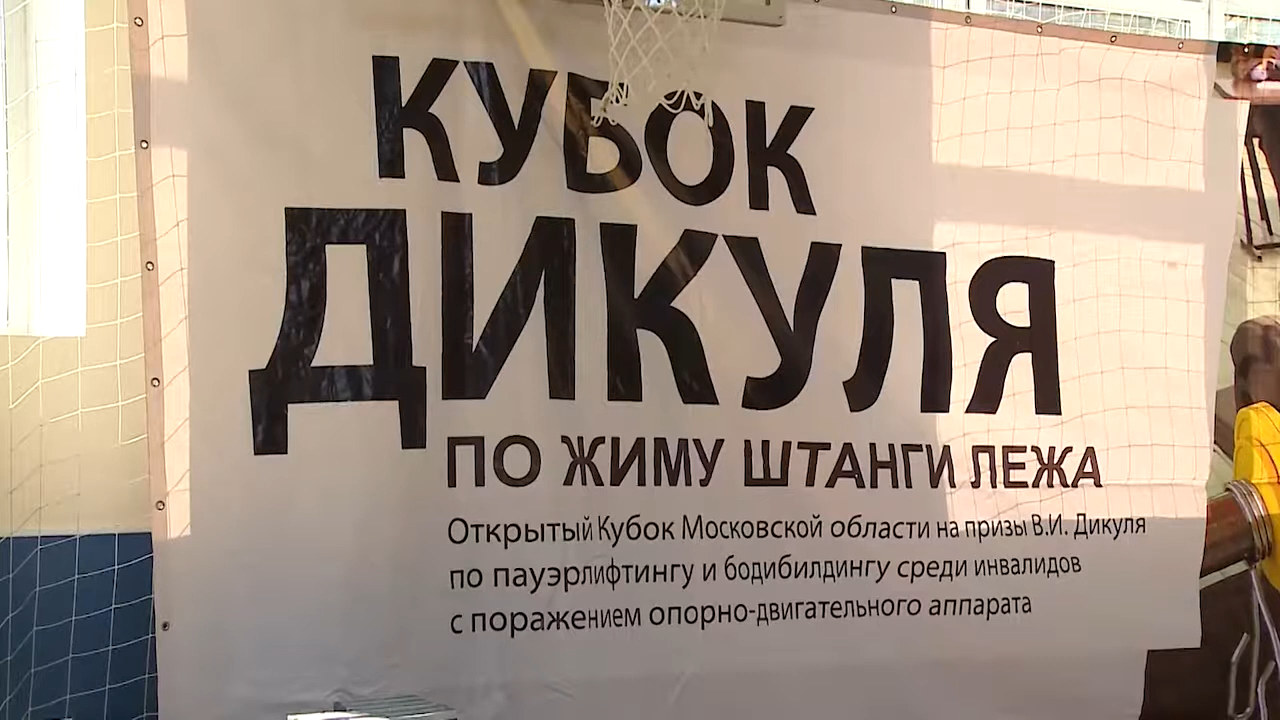 КУБОК
ДИКУЛЯ
ПО ЖИМУ ШТАНГИ ЛЕЖА
Открытый Кубок Московской области на призы В.И. Дикуля
по пауэрлифтингу и бодибилдингу среди инвалидов
с поражением опорно-двигательного аппарата